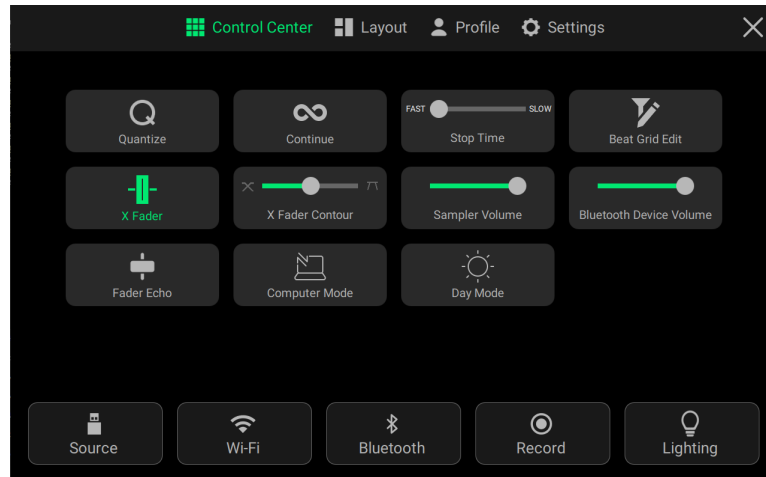 Control Center Layout Profile Settings
Quantize Continue FAST SLOW Stop Time Beat Grid Edit
X Fader X Fader Contour Sampler Volume Bluetooth Device Volume
Fader Echo Computer Mode Day Mode
Source Wi-Fi Bluetooth Record Lighting